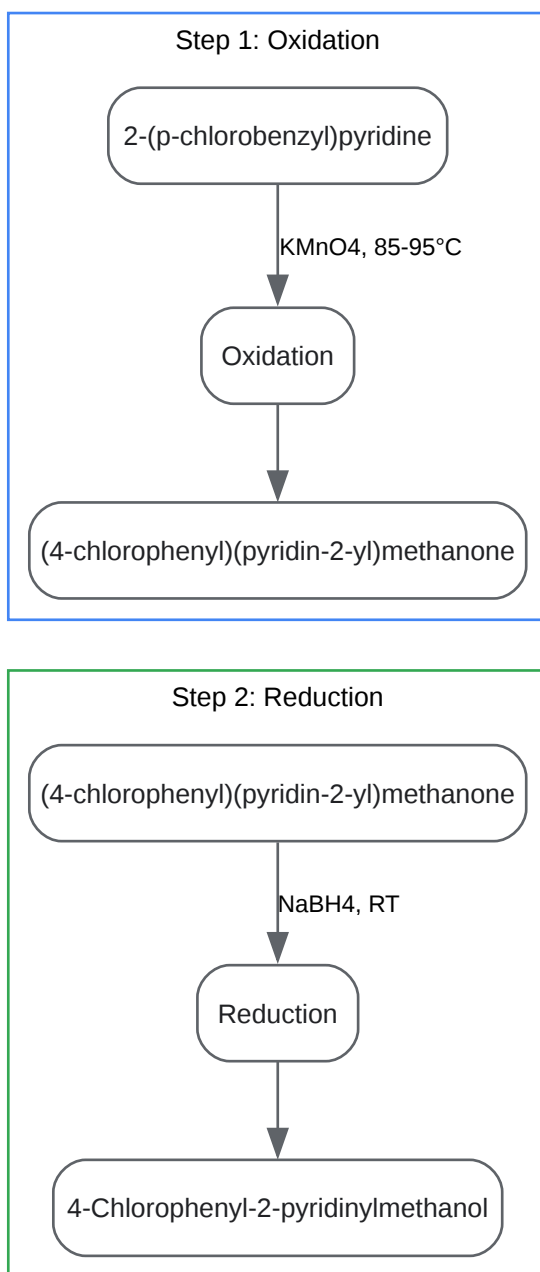 Step 1: Oxidation
2-(p-chlorobenzyl)pyridine
KMnO4, 85-95°C
Oxidation
(4-chlorophenyl)(pyridin-2-yl)methanone
Step 2: Reduction
(4-chlorophenyl)(pyridin-2-yl)methanone
NaBH4, RT
Reduction
4-Chlorophenyl-2-pyridinylmethanol